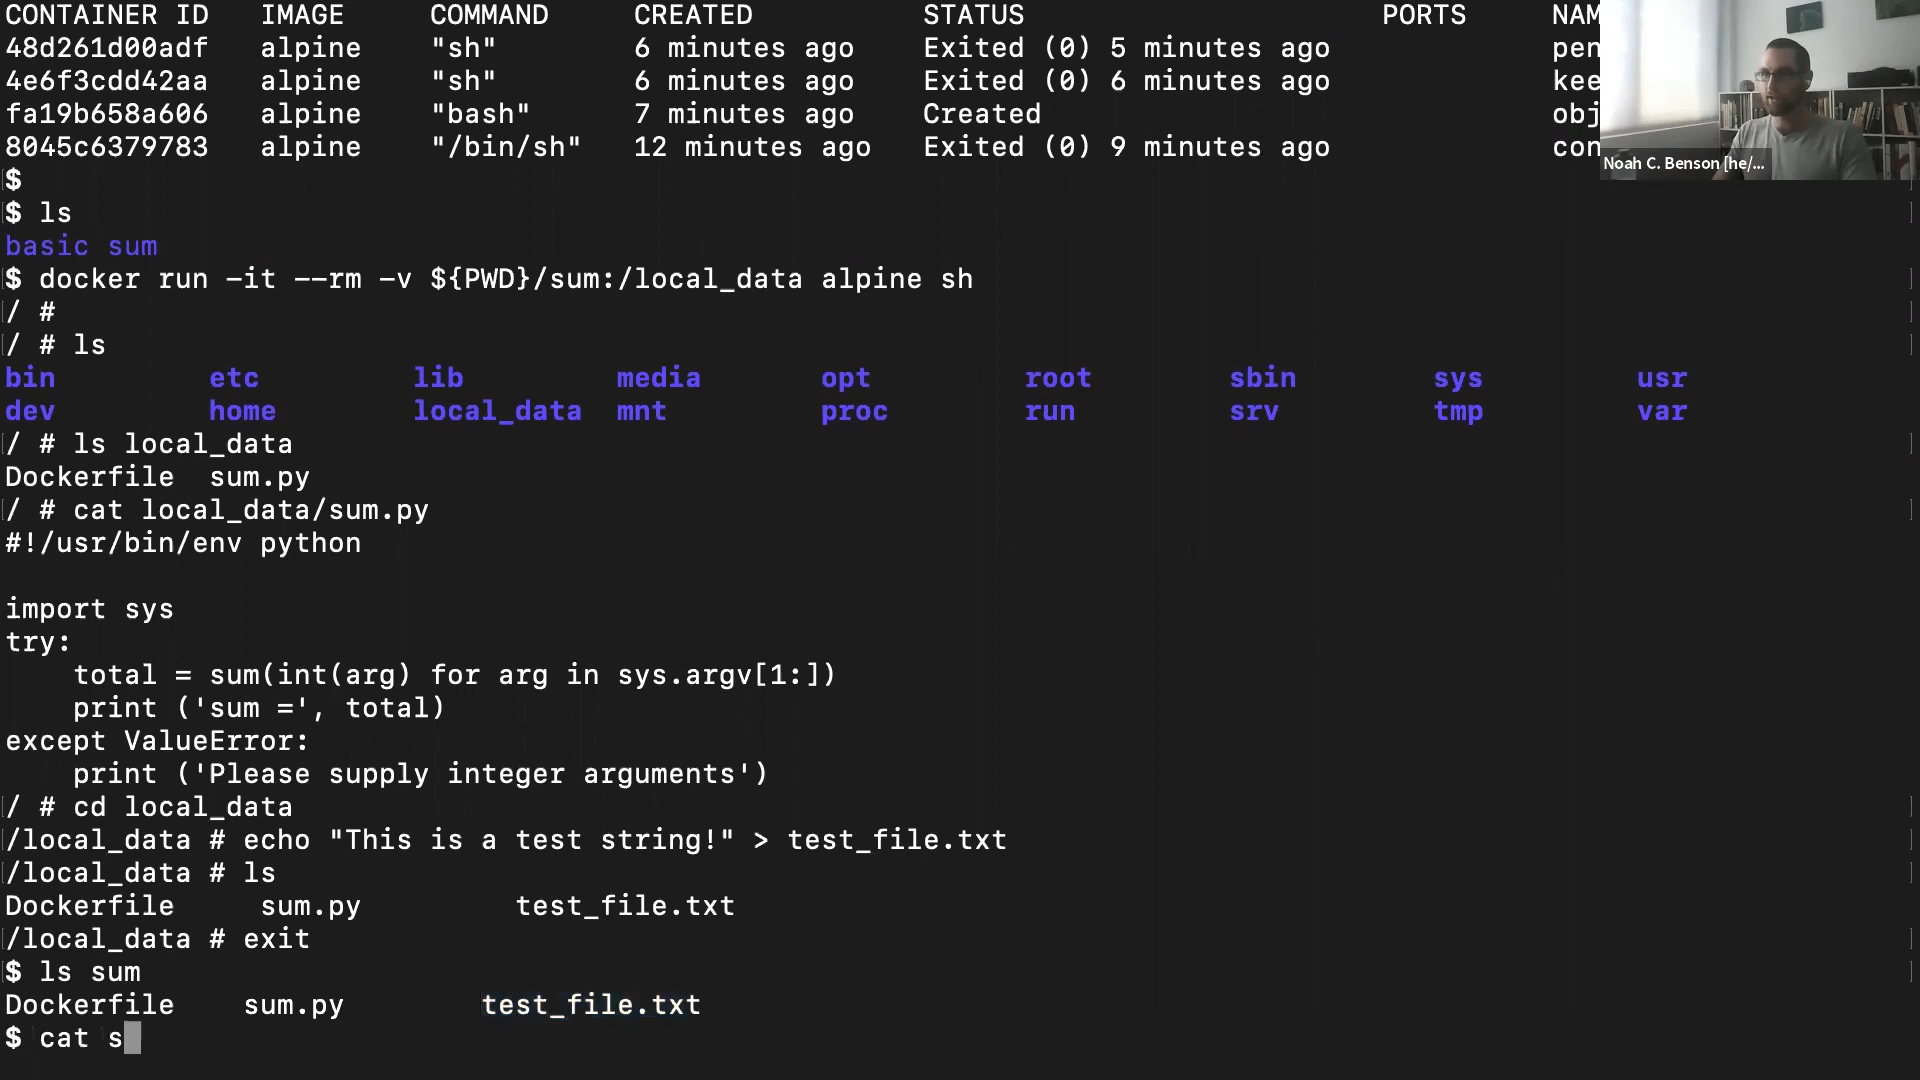 CONTAINER ID IMAGE COMMAND CREATED STATUS PORTS NAM
48d261d00adf alpine "sh" 6 minutes ago Exited (0) 5 minutes ago pen
4e6f3cdd42aa alpine "sh" 6 minutes ago Exited (0) 6 minutes ago kee
fa19b658a606 alpine "bash" 7 minutes ago Created obj
8045c6379783 alpine "/bin/sh" 12 minutes ago Exited (0) 9 minutes ago con
Noah C. Benson [he/...
$
$ ls
basic sum
$ docker run -it --rm -v ${PWD}/sum:/local_data alpine sh
/ #
/ # ls
bin etc lib media opt root sbin sys usr
dev home local_data mnt proc run srv tmp var
/ # ls local_data
Dockerfile sum.py
/ # cat local_data/sum.py
#!/usr/bin/env python
import sys
try:
total = sum(int(arg) for arg in sys.argv[1:])
print ('sum =', total)
except ValueError:
print ('Please supply integer arguments')
/ # cd local_data
/local_data # echo "This is a test string!" > test_file.txt
/local_data # ls
Dockerfile sum.py test_file.txt
/local_data # exit
$ ls sum
Dockerfile sum.py test_file.txt
$ cat s